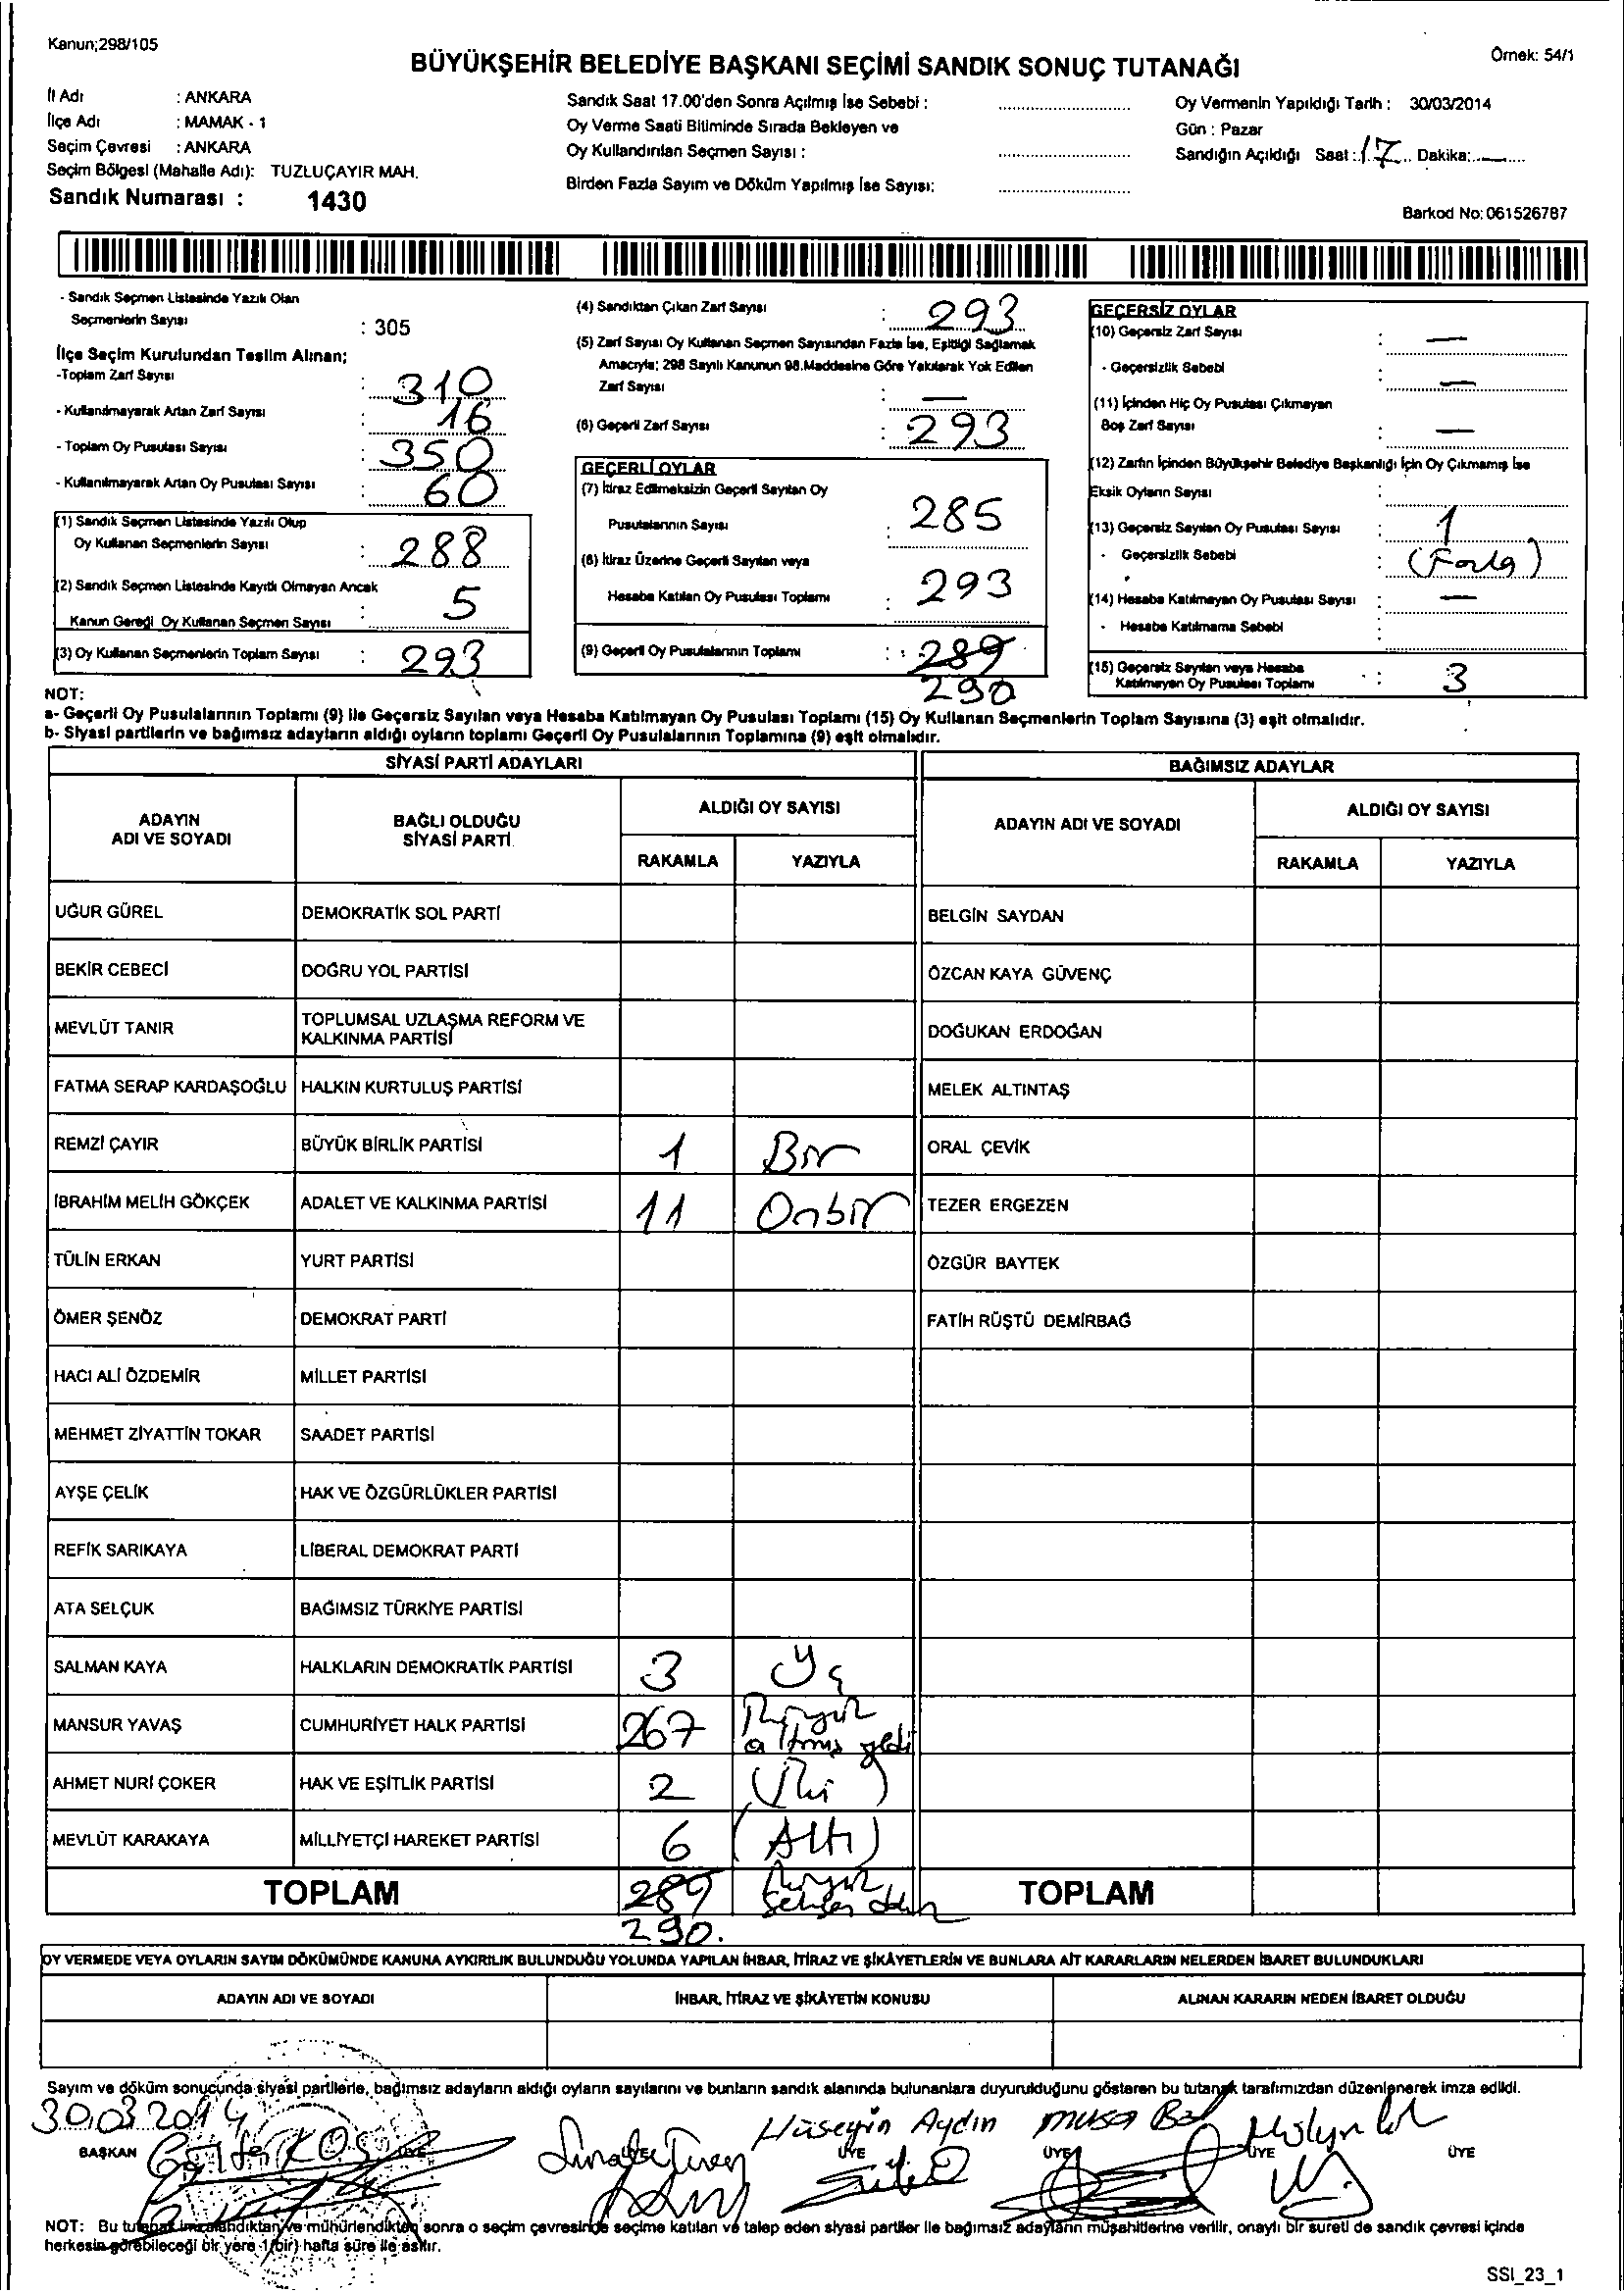 Kanun;298/105
Örnek: 54/1
BÜYÜKŞEHİR BELEDİYE BAŞKANI SEÇİMİ SANDIK SONUÇ TUTANAĞI
İl Adı : ANKARA
İlçe Adı : MAMAK - 1
Seçim Çevresi : ANKARA
Seçim Bölgesi (Mahalle Adı): TUZLUÇAYIR MAH.
Sandık Numarası : 1430
Sandık Saat 17.00'den Sonra Açılmış İse Sebebi :
Oy Verme Saati Bitiminde Sırada Bekleyen ve
Oy Kullandırılan Seçmen Sayısı :
Birden Fazla Sayım ve Döküm Yapılmış İse Sayısı:
Oy Vermenin Yapıldığı Tarih : 30/03/2014
Gün : Pazar
Sandığın Açıldığı Saat : 17 Dakika: —
Barkod No: 061526787
- Sandık Seçmen Listesinde Yazılı Olan
Seçmenlerin Sayısı : 305
İlçe Seçim Kurulundan Teslim Alınan;
-Toplam Zarf Sayısı : 310
- Kullanılmayarak Artan Zarf Sayısı : 16
- Toplam Oy Pusulası Sayısı : 350
- Kullanılmayarak Artan Oy Pusulası Sayısı : 60
(1) Sandık Seçmen Listesinde Yazılı Olup
Oy Kullanan Seçmenlerin Sayısı : 288
(2) Sandık Seçmen Listesinde Kayıtlı Olmayan Ancak
Kanun Gereği Oy Kullanan Seçmen Sayısı : 5
(3) Oy Kullanan Seçmenlerin Toplam Sayısı : 293
(4) Sandıktan Çıkan Zarf Sayısı : 293
(5) Zarf Sayısı Oy Kullanan Seçmen Sayısından Fazla İse, Eşitliği Sağlamak
Amacıyla; 298 Sayılı Kanunun 98.Maddesine Göre Yakılarak Yok Edilen
Zarf Sayısı : —
(6) Geçerli Zarf Sayısı : 293
GEÇERLİ OYLAR
(7) İtiraz Edilmeksizin Geçerli Sayılan Oy
Pusulalarının Sayısı : 285
(8) İtiraz Üzerine Geçerli Sayılan veya
Hesaba Katılan Oy Pusulası Toplamı : 293
(9) Geçerli Oy Pusulalarının Toplamı : 289
290
GEÇERSİZ OYLAR
(10) Geçersiz Zarf Sayısı : —
- Geçersizlik Sebebi : —
(11) İçinden Hiç Oy Pusulası Çıkmayan
Boş Zarf Sayısı : —
(12) Zarfın İçinden Büyükşehir Belediye Başkanlığı İçin Oy Çıkmamış İse
Eksik Oyların Sayısı :
(13) Geçersiz Sayılan Oy Pusulası Sayısı : 1
- Geçersizlik Sebebi : (Fazla)
(14) Hesaba Katılmayan Oy Pusulası Sayısı : —
- Hesaba Katılmama Sebebi :
(15) Geçersiz Sayılan veya Hesaba
Katılmayan Oy Pusulası Toplamı : 3
NOT:
a- Geçerli Oy Pusulalarının Toplamı (9) ile Geçersiz Sayılan veya Hesaba Katılmayan Oy Pusulası Toplamı (15) Oy Kullanan Seçmenlerin Toplam Sayısına (3) eşit olmalıdır.
b- Siyasi partilerin ve bağımsız adayların aldığı oyların toplamı Geçerli Oy Pusulalarının Toplamına (9) eşit olmalıdır.
SİYASİ PARTİ ADAYLARI
BAĞIMSIZ ADAYLAR
ADAYIN ADI VE SOYADI
BAĞLI OLDUĞU SİYASİ PARTİ
ALDIĞI OY SAYISI
RAKAMLA YAZIYLA
ADAYIN ADI VE SOYADI
ALDIĞI OY SAYISI
RAKAMLA YAZIYLA
UĞUR GÜREL DEMOKRATİK SOL PARTİ BELGİN SAYDAN
BEKİR CEBECİ DOĞRU YOL PARTİSİ ÖZCAN KAYA GÜVENÇ
MEVLÜT TANIR TOPLUMSAL UZLAŞMA REFORM VE KALKINMA PARTİSİ DOĞUKAN ERDOĞAN
FATMA SERAP KARDAŞOĞLU HALKIN KURTULUŞ PARTİSİ MELEK ALTINTAŞ
REMZİ ÇAYIR BÜYÜK BİRLİK PARTİSİ 1 Bir ORAL ÇEVİK
İBRAHİM MELİH GÖKÇEK ADALET VE KALKINMA PARTİSİ 11 Onbir TEZER ERGEZEN
TÜLİN ERKAN YURT PARTİSİ ÖZGÜR BAYTEK
ÖMER ŞENÖZ DEMOKRAT PARTİ FATİH RÜŞTÜ DEMİRBAĞ
HACI ALİ ÖZDEMİR MİLLET PARTİSİ
MEHMET ZİYATTİN TOKAR SAADET PARTİSİ
AYŞE ÇELİK HAK VE ÖZGÜRLÜKLER PARTİSİ
REFİK SARIKAYA LİBERAL DEMOKRAT PARTİ
ATA SELÇUK BAĞIMSIZ TÜRKİYE PARTİSİ
SALMAN KAYA HALKLARIN DEMOKRATİK PARTİSİ 3 Üç
MANSUR YAVAŞ CUMHURİYET HALK PARTİSİ 267 İkiyüz altmış yedi
AHMET NURİ ÇOKER HAK VE EŞİTLİK PARTİSİ 2 (İki)
MEVLÜT KARAKAYA MİLLİYETÇİ HAREKET PARTİSİ 6 (Altı)
TOPLAM 289 İkiyüz Seksen dokuz TOPLAM
290.
OY VERMEDE VEYA OYLARIN SAYIM DÖKÜMÜNDE KANUNA AYKIRILIK BULUNDUĞU YOLUNDA YAPILAN İHBAR, İTİRAZ VE ŞİKÂYETLERİN VE BUNLARA AİT KARARLARIN NELERDEN İBARET BULUNDUKLARI
ADAYIN ADI VE SOYADI İHBAR, İTİRAZ VE ŞİKÂYETİN KONUSU ALINAN KARARIN NEDEN İBARET OLDUĞU
Sayım ve döküm sonucunda siyasi partilerle, bağımsız adayların aldığı oyların sayılarını ve bunların sandık alanında bulunanlara duyurulduğunu gösteren bu tutanak tarafımızdan düzenlenerek imza edildi.
30.03.2014
Hüseyin Aydın
BAŞKAN ÜYE ÜYE ÜYE ÜYE ÜYE ÜYE
NOT: Bu tutanak imzalandıktan ve mühürlendikten sonra o seçim çevresinde seçime katılan ve talep eden siyasi partiler ile bağımsız adayların müşahitlerine verilir, onaylı bir sureti de sandık çevresi içinde
herkesin görebileceği bir yere 1(bir) hafta süre ile asılır.
SSI_23_1